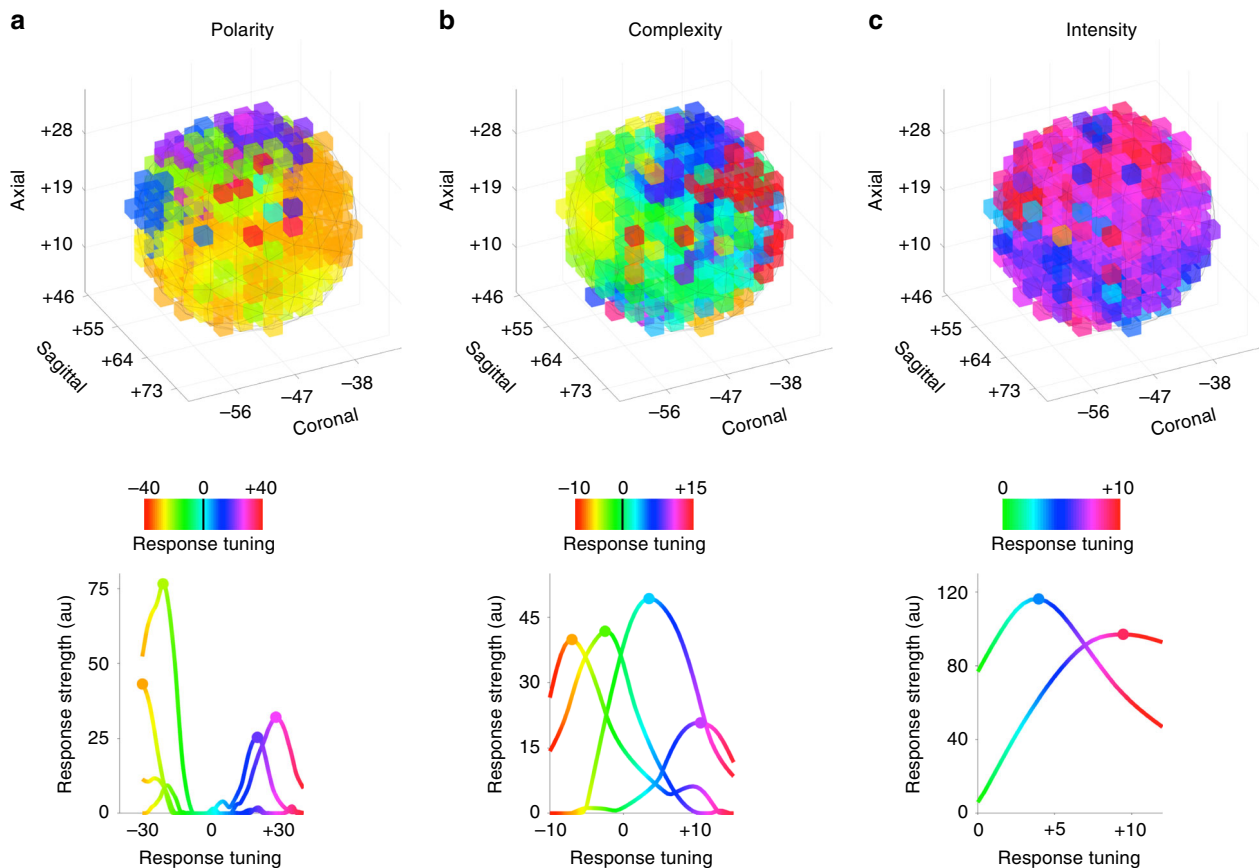 a
Polarity
+28
+19
+10
Axial
+46
+55
+64
+73
Sagittal
−56
−47
−38
Coronal
−40 0 +40
Response tuning
75
50
25
0
Response strength (au)
−30 0 +30
Response tuning
b
Complexity
+28
+19
+10
Axial
+46
+55
+64
+73
Sagittal
−56
−47
−38
Coronal
−10 0 +15
Response tuning
45
30
15
0
Response strength (au)
−10 0 +10
Response tuning
c
Intensity
+28
+19
+10
Axial
+46
+55
+64
+73
Sagittal
−56
−47
−38
Coronal
0 +10
Response tuning
120
80
40
0
Response strength (au)
0 +5 +10
Response tuning